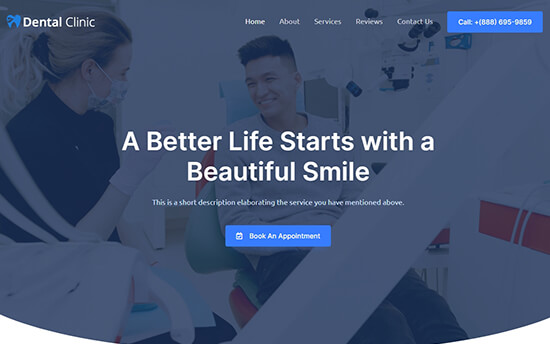 Dental Clinic
Home About Services Reviews Contact Us
Call: +(888) 695-9859
A Better Life Starts with a
Beautiful Smile
This is a short description elaborating the service you have mentioned above.
Book An Appointment